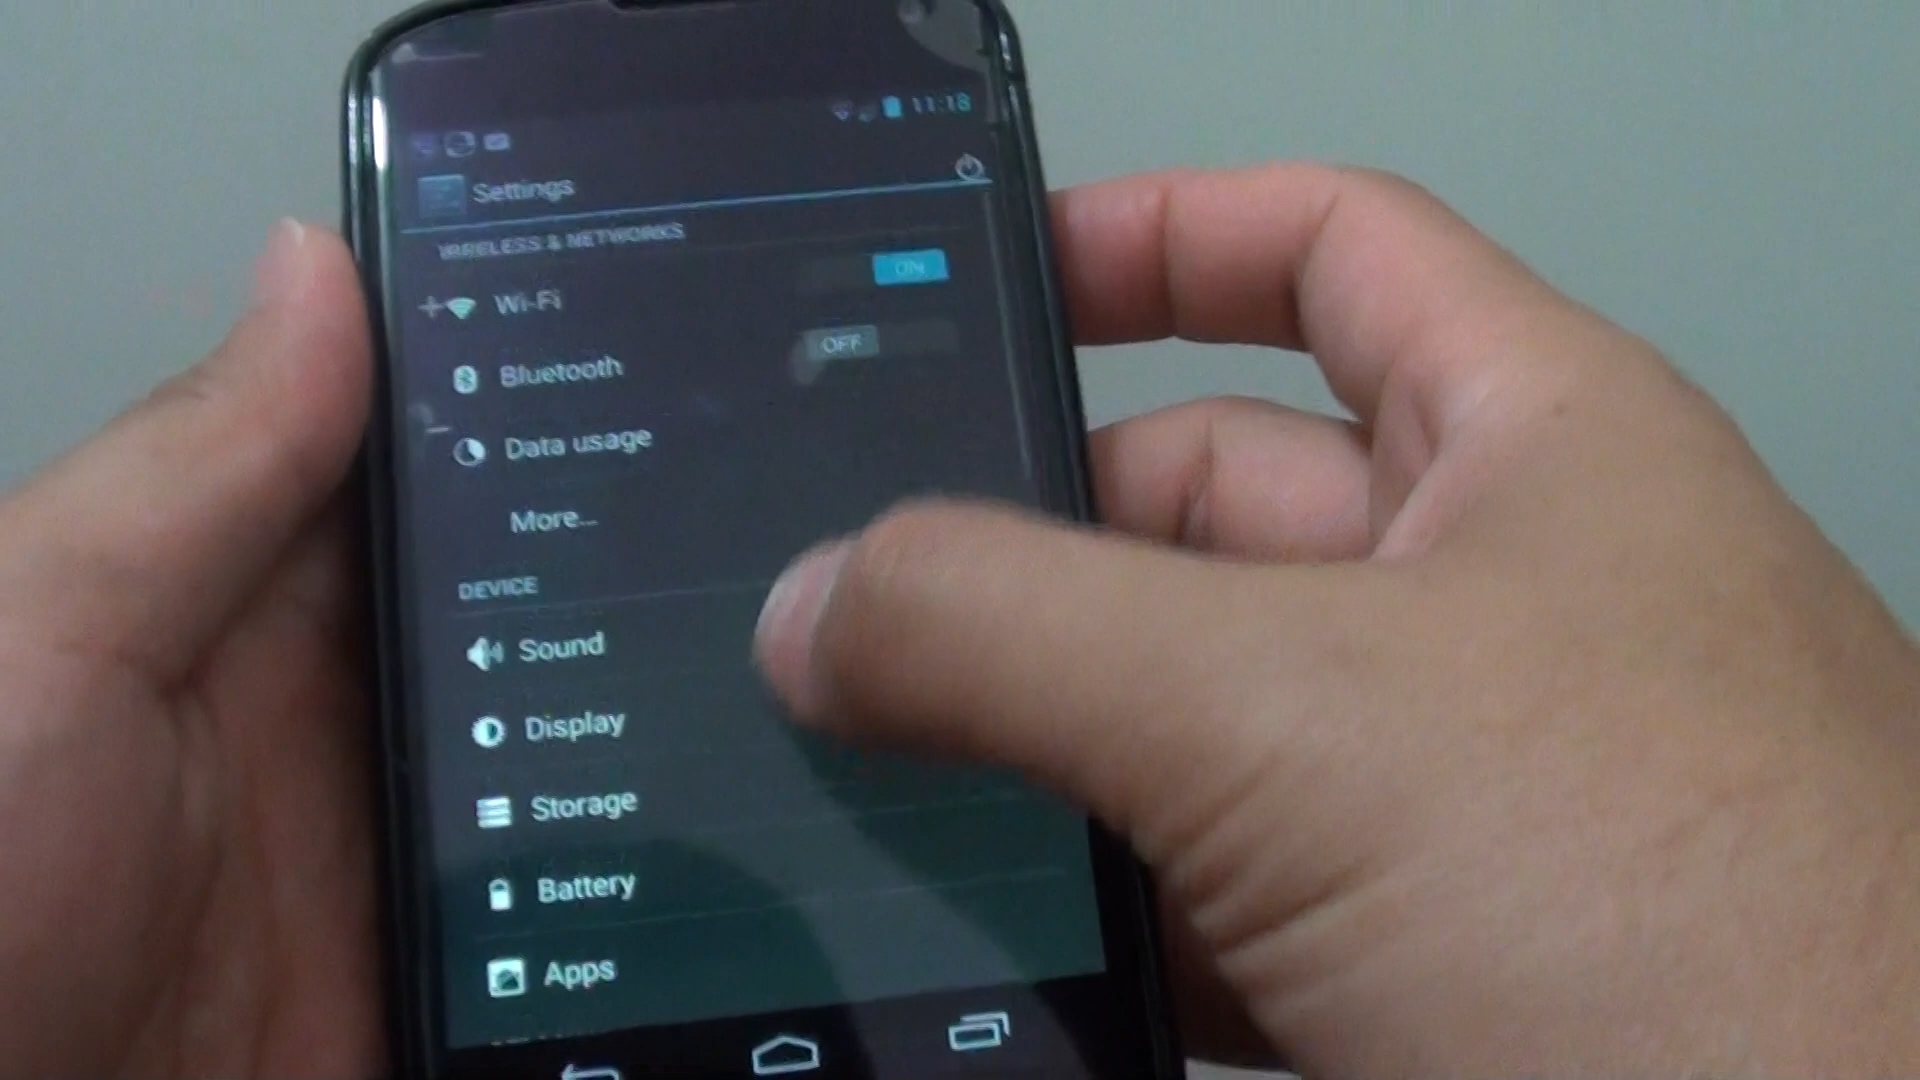 11:18
Settings
WIRELESS & NETWORKS
Wi-Fi ON
Bluetooth OFF
Data usage
More...
DEVICE
Sound
Display
Storage
Battery
Apps